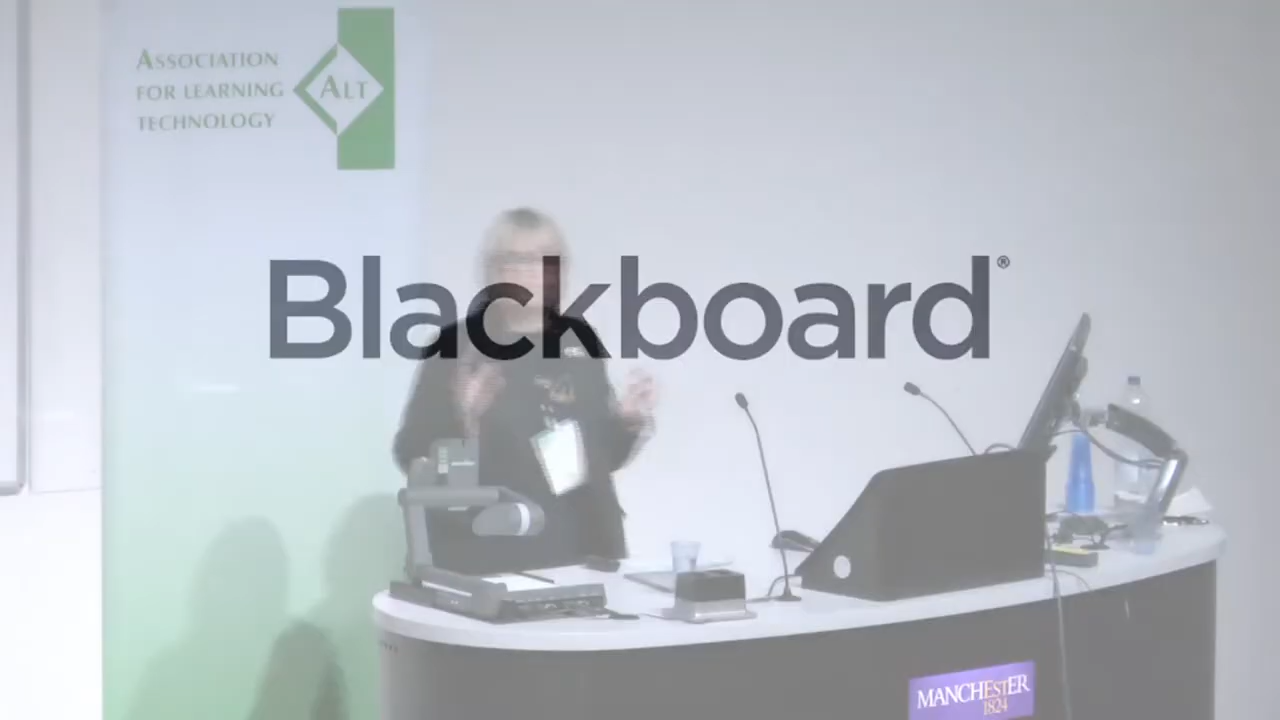 ASSOCIATION
FOR LEARNING
TECHNOLOGY
ALT
Blackboard®
MANCHESTER
1824